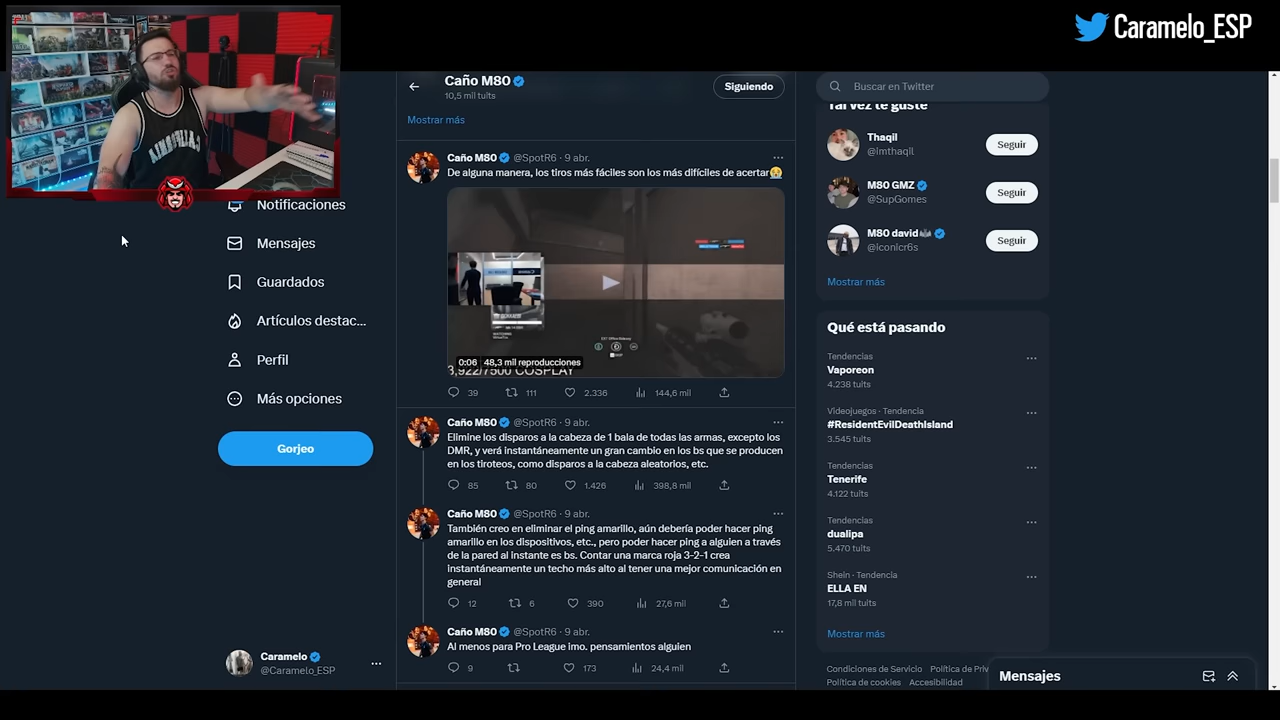 Caramelo_ESP
CALIFORNIA
Caño M80
10,5 mil tuits
Siguiendo
Mostrar más
Caño M80 @SpotR6 · 9 abr.
De alguna manera, los tiros más fáciles son los más difíciles de acertar😭
0:06 48,3 mil reproducciones
3,922/7500 COSPLAY
39 111 2.336 144,6 mil
Caño M80 @SpotR6 · 9 abr.
Elimine los disparos a la cabeza de 1 bala de todas las armas, excepto los
DMR, y verá instantáneamente un gran cambio en los bs que se producen
en los tiroteos, como disparos a la cabeza aleatorios, etc.
85 80 1.426 398,8 mil
Caño M80 @SpotR6 · 9 abr.
También creo en eliminar el ping amarillo, aún debería poder hacer ping
amarillo en los dispositivos, etc., pero poder hacer ping a alguien a través
de la pared al instante es bs. Contar una marca roja 3-2-1 crea
instantáneamente un techo más alto al tener una mejor comunicación en
general
12 6 390 27,6 mil
Caño M80 @SpotR6 · 9 abr.
Al menos para Pro League imo. pensamientos alguien
9 173 24,4 mil
Notificaciones
Mensajes
Guardados
Artículos destac...
Perfil
Más opciones
Gorjeo
Caramelo
@Caramelo_ESP
Buscar en Twitter
Tal vez te guste
Thaqil
@imthaqil
Seguir
M80 GMZ
@SupGomes
Seguir
M80 david
@iconicr6s
Seguir
Mostrar más
Qué está pasando
Tendencias
Vaporeon
4.238 tuits
Videojuegos · Tendencia
#ResidentEvilDeathIsland
3.545 tuits
Tendencias
Tenerife
4.122 tuits
Tendencias
dualipa
5.470 tuits
Shein · Tendencia
ELLA EN
17,8 mil tuits
Mostrar más
Condiciones de Servicio Política de Priv
Política de cookies Accesibilidad
Mensajes